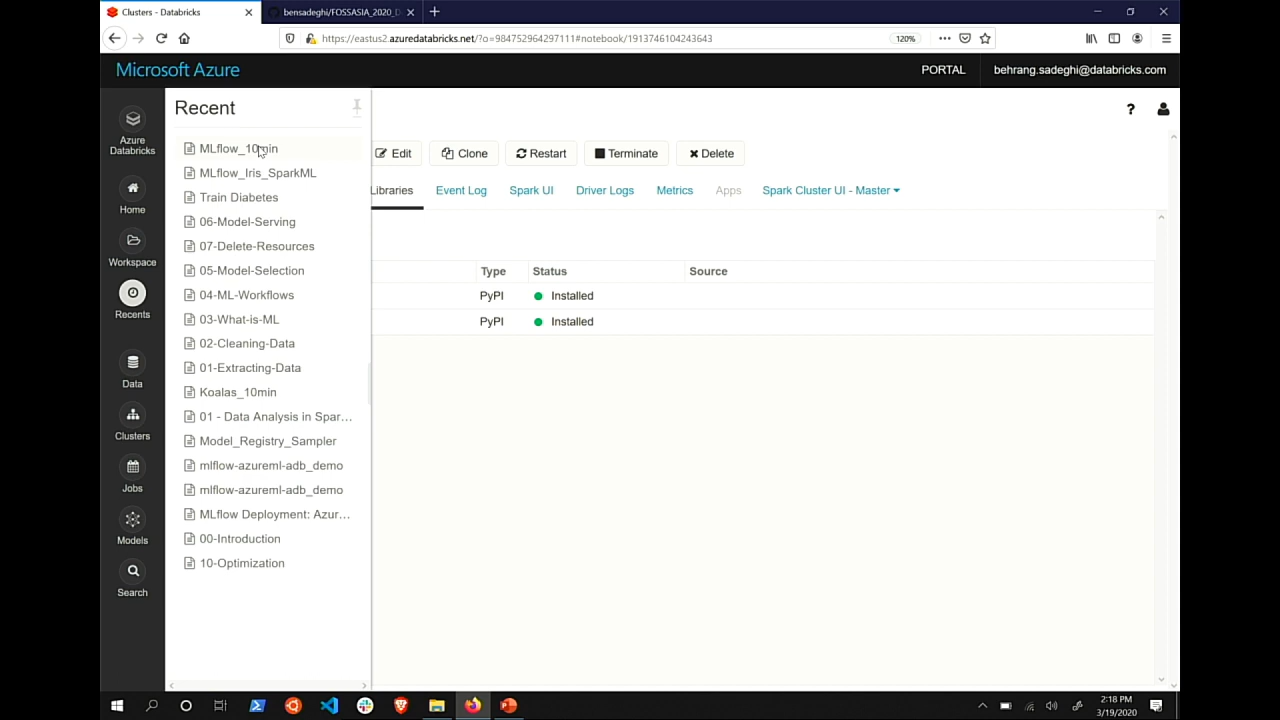 Clusters - Databricks
bensadeghi/FOSSASIA_2020_D
https://eastus2.azuredatabricks.net/?o=984752964297111#notebook/1913746104243643
120%
Microsoft Azure
PORTAL
behrang.sadeghi@databricks.com
Azure
Databricks
Home
Workspace
Recents
Data
Clusters
Jobs
Models
Search
Recent
MLflow_10min
MLflow_Iris_SparkML
Train Diabetes
06-Model-Serving
07-Delete-Resources
05-Model-Selection
04-ML-Workflows
03-What-is-ML
02-Cleaning-Data
01-Extracting-Data
Koalas_10min
01 - Data Analysis in Spar...
Model_Registry_Sampler
mlflow-azureml-adb_demo
mlflow-azureml-adb_demo
MLflow Deployment: Azur...
00-Introduction
10-Optimization
?
Edit Clone Restart Terminate Delete
Libraries Event Log Spark UI Driver Logs Metrics Apps Spark Cluster UI - Master
Type Status Source
PyPI Installed
PyPI Installed
2:18 PM
3/19/2020